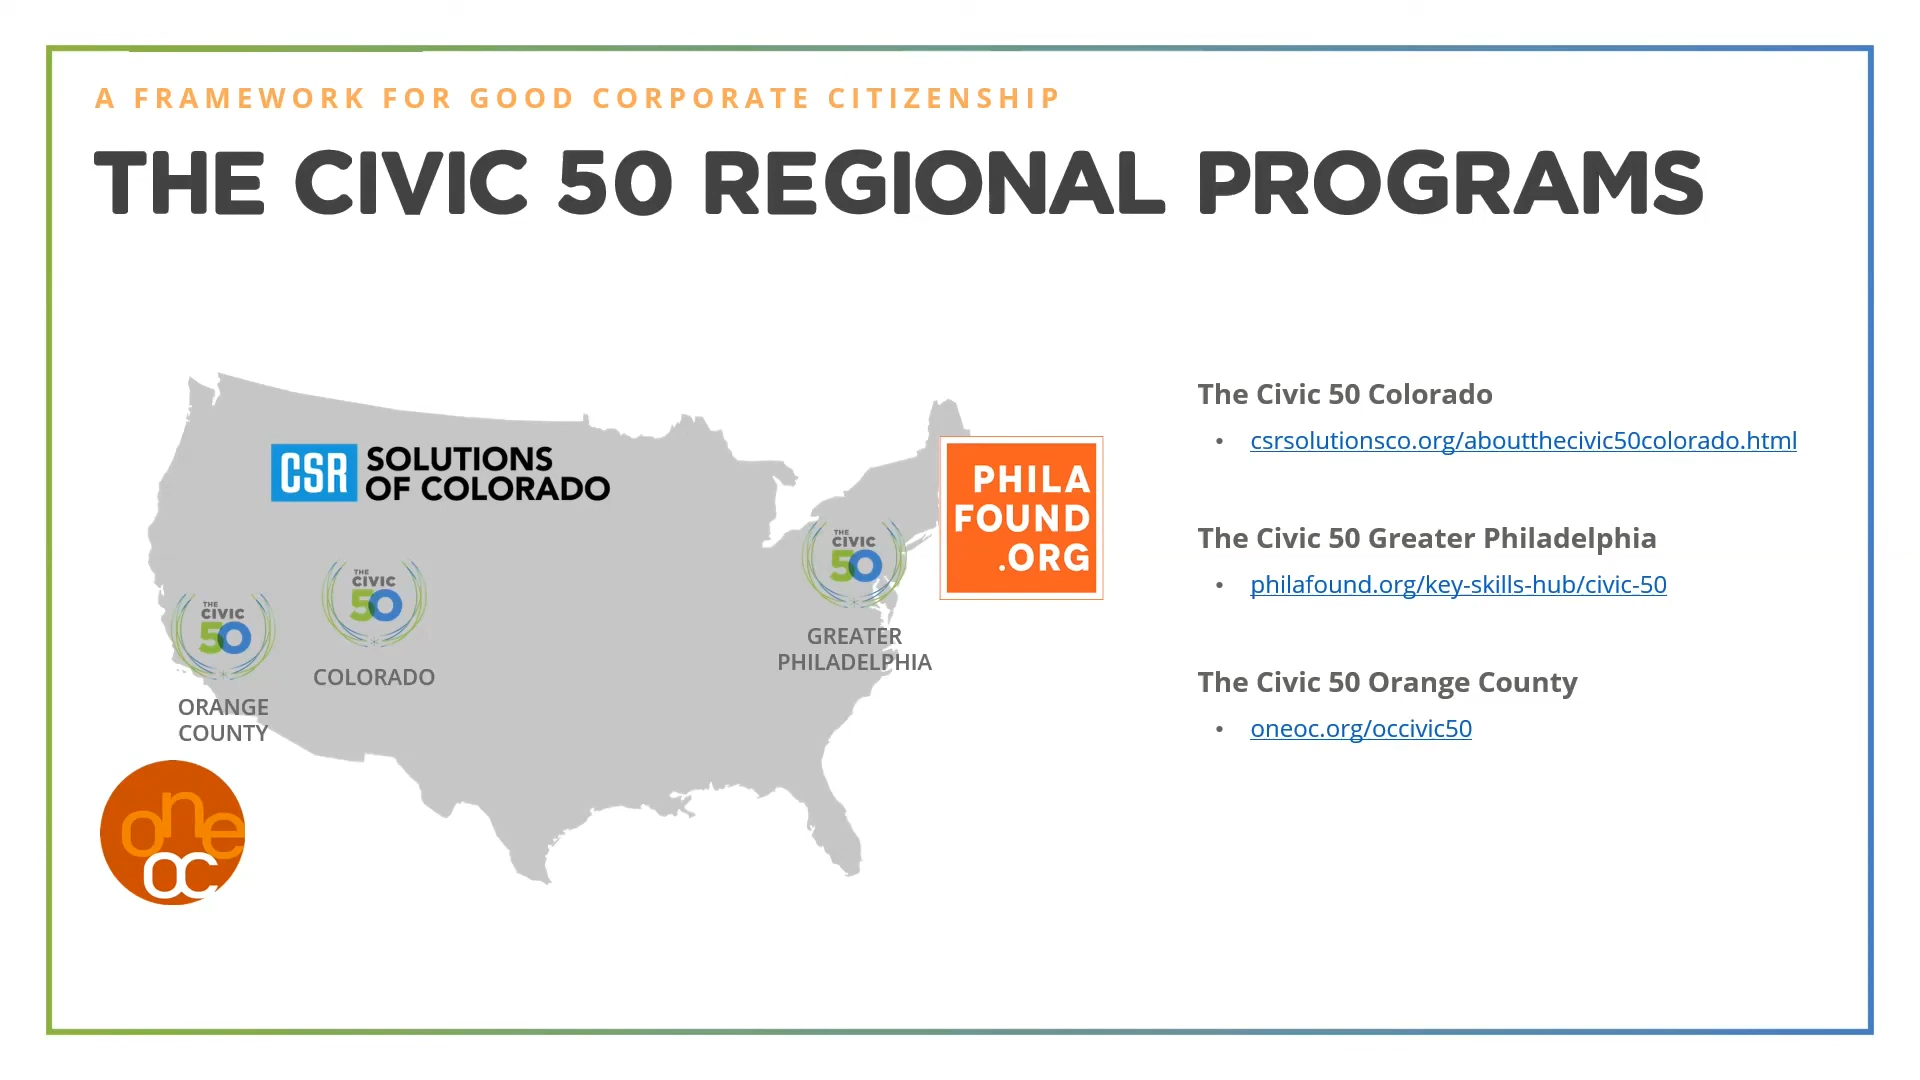 A FRAMEWORK FOR GOOD CORPORATE CITIZENSHIP
THE CIVIC 50 REGIONAL PROGRAMS
CSR SOLUTIONS
OF COLORADO
PHILA
FOUND
.ORG
THE
CIVIC
50
GREATER
PHILADELPHIA
THE
CIVIC
50
COLORADO
THE
CIVIC
50
ORANGE
COUNTY
one
oc
The Civic 50 Colorado
• csrsolutionsco.org/aboutthecivic50colorado.html
The Civic 50 Greater Philadelphia
• philafound.org/key-skills-hub/civic-50
The Civic 50 Orange County
• oneoc.org/occivic50